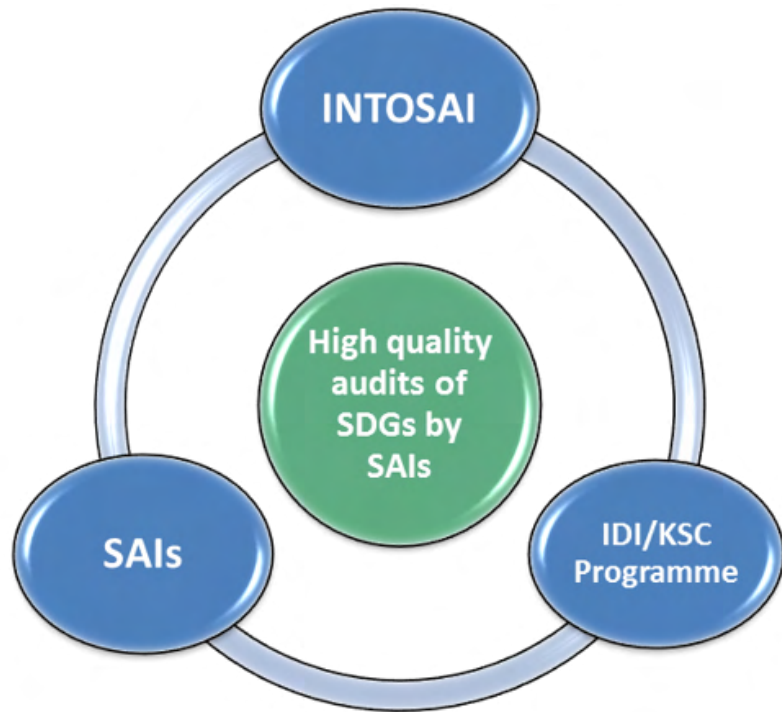 INTOSAI
High quality
audits of
SDGs by
SAIs
SAIs
IDI/KSC
Programme